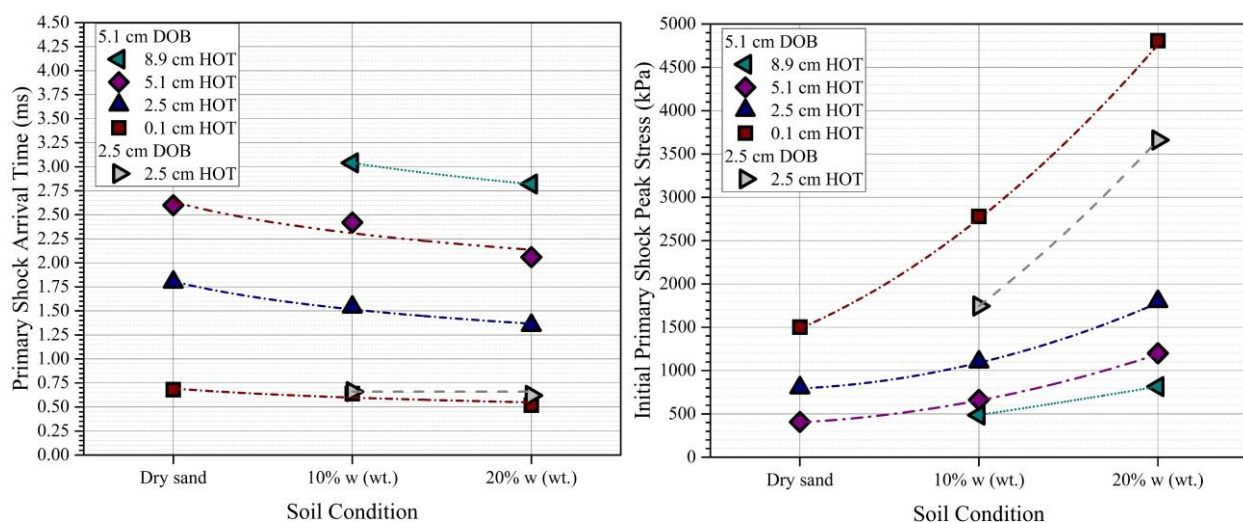 4.50
4.25
4.00
3.75
3.50
3.25
3.00
2.75
2.50
2.25
2.00
1.75
1.50
1.25
1.00
0.75
0.50
0.25
0.00
Primary Shock Arrival Time (ms)
5.1 cm DOB
8.9 cm HOT
5.1 cm HOT
2.5 cm HOT
0.1 cm HOT
2.5 cm DOB
2.5 cm HOT
Dry sand 10% w (wt.) 20% w (wt.)
Soil Condition
5000
4500
4000
3500
3000
2500
2000
1500
1000
500
0
Initial Primary Shock Peak Stress (kPa)
5.1 cm DOB
8.9 cm HOT
5.1 cm HOT
2.5 cm HOT
0.1 cm HOT
2.5 cm DOB
2.5 cm HOT
Dry sand 10% w (wt.) 20% w (wt.)
Soil Condition